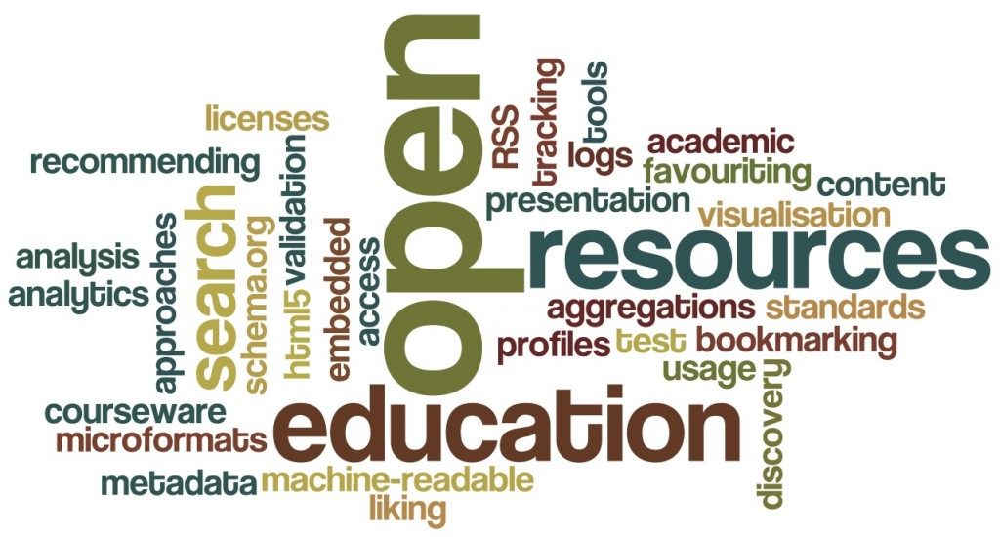 open
RSS
tracking
tools
licenses
logs
academic
recommending
validation
favouriting
content
presentation
search
visualisation
approaches
schema.org
embedded
access
resources
analysis
analytics
html5
aggregations
standards
profiles
test
bookmarking
usage
discovery
courseware
education
microformats
metadata
machine-readable
liking